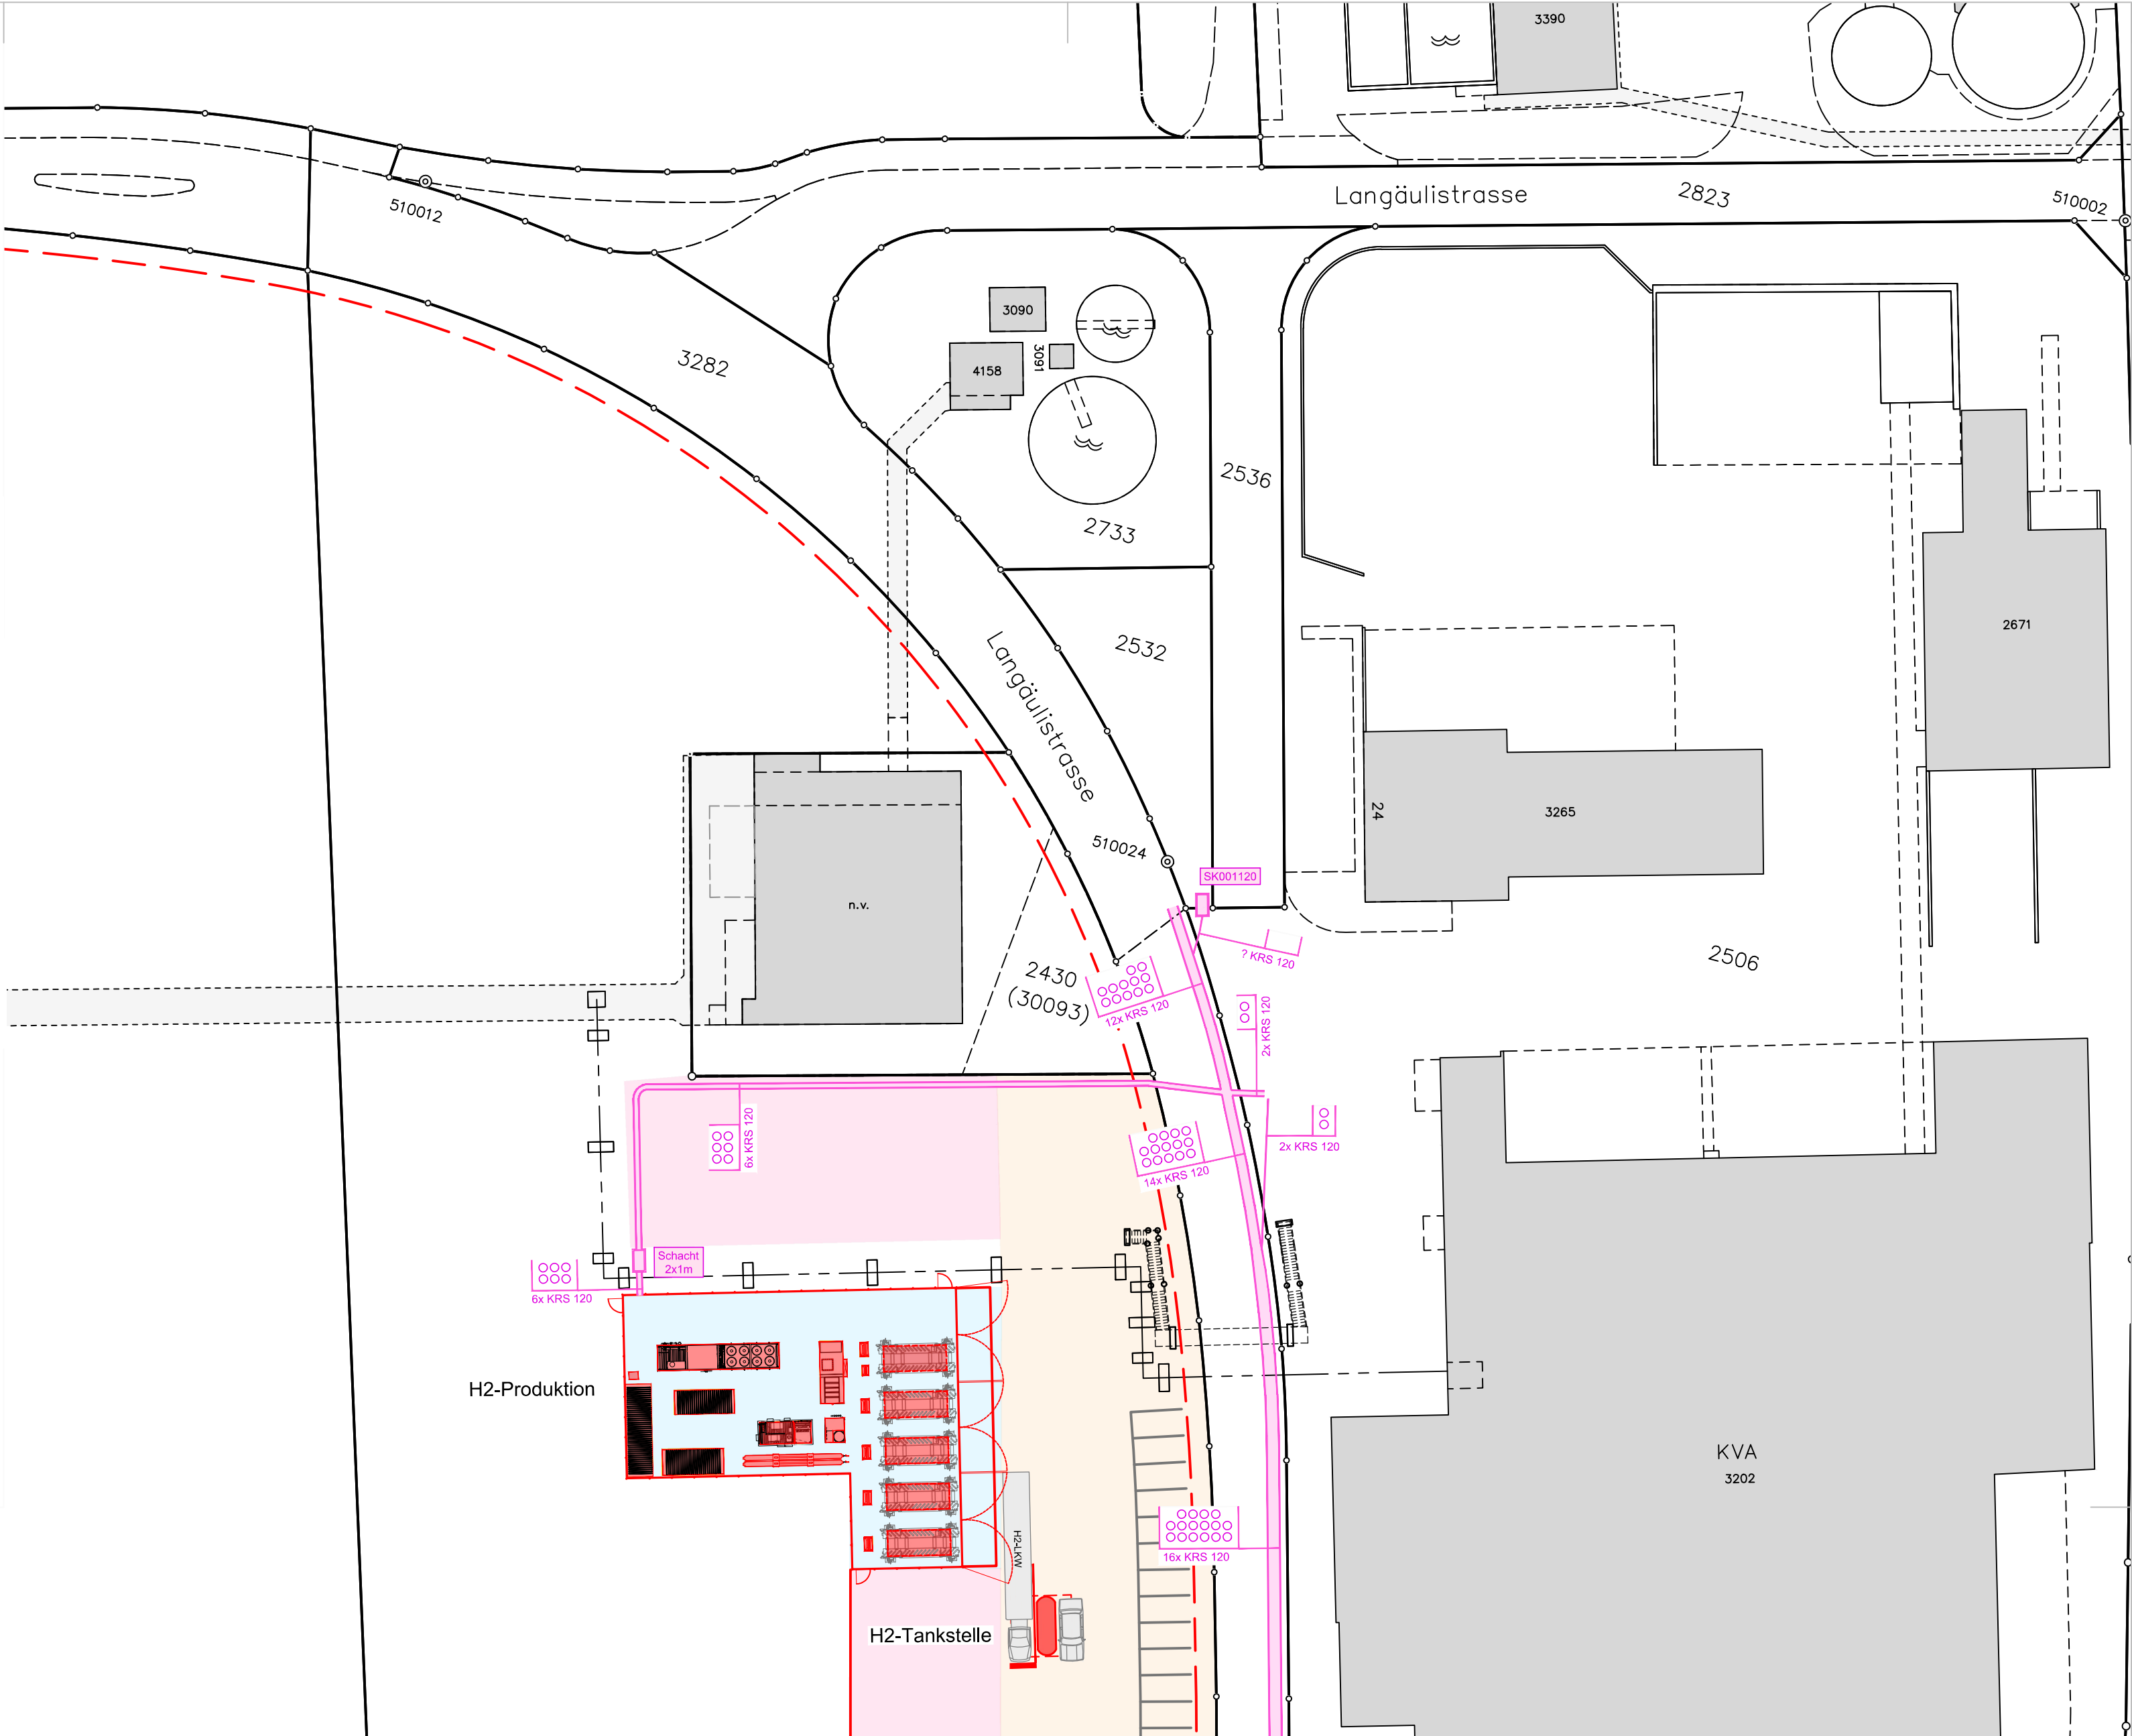 3390
Langäulistrasse
2823
510002
510012
3090
3091
4158
3282
2536
2733
2532
Langäulistrasse
2671
24
3265
510024
SK001120
n.v.
? KRS 120
2506
2430
(30093)
12x KRS 120
2x KRS 120
6x KRS 120
2x KRS 120
14x KRS 120
Schacht
2x1m
6x KRS 120
H2-Produktion
KVA
3202
H2-LKW
16x KRS 120
H2-Tankstelle